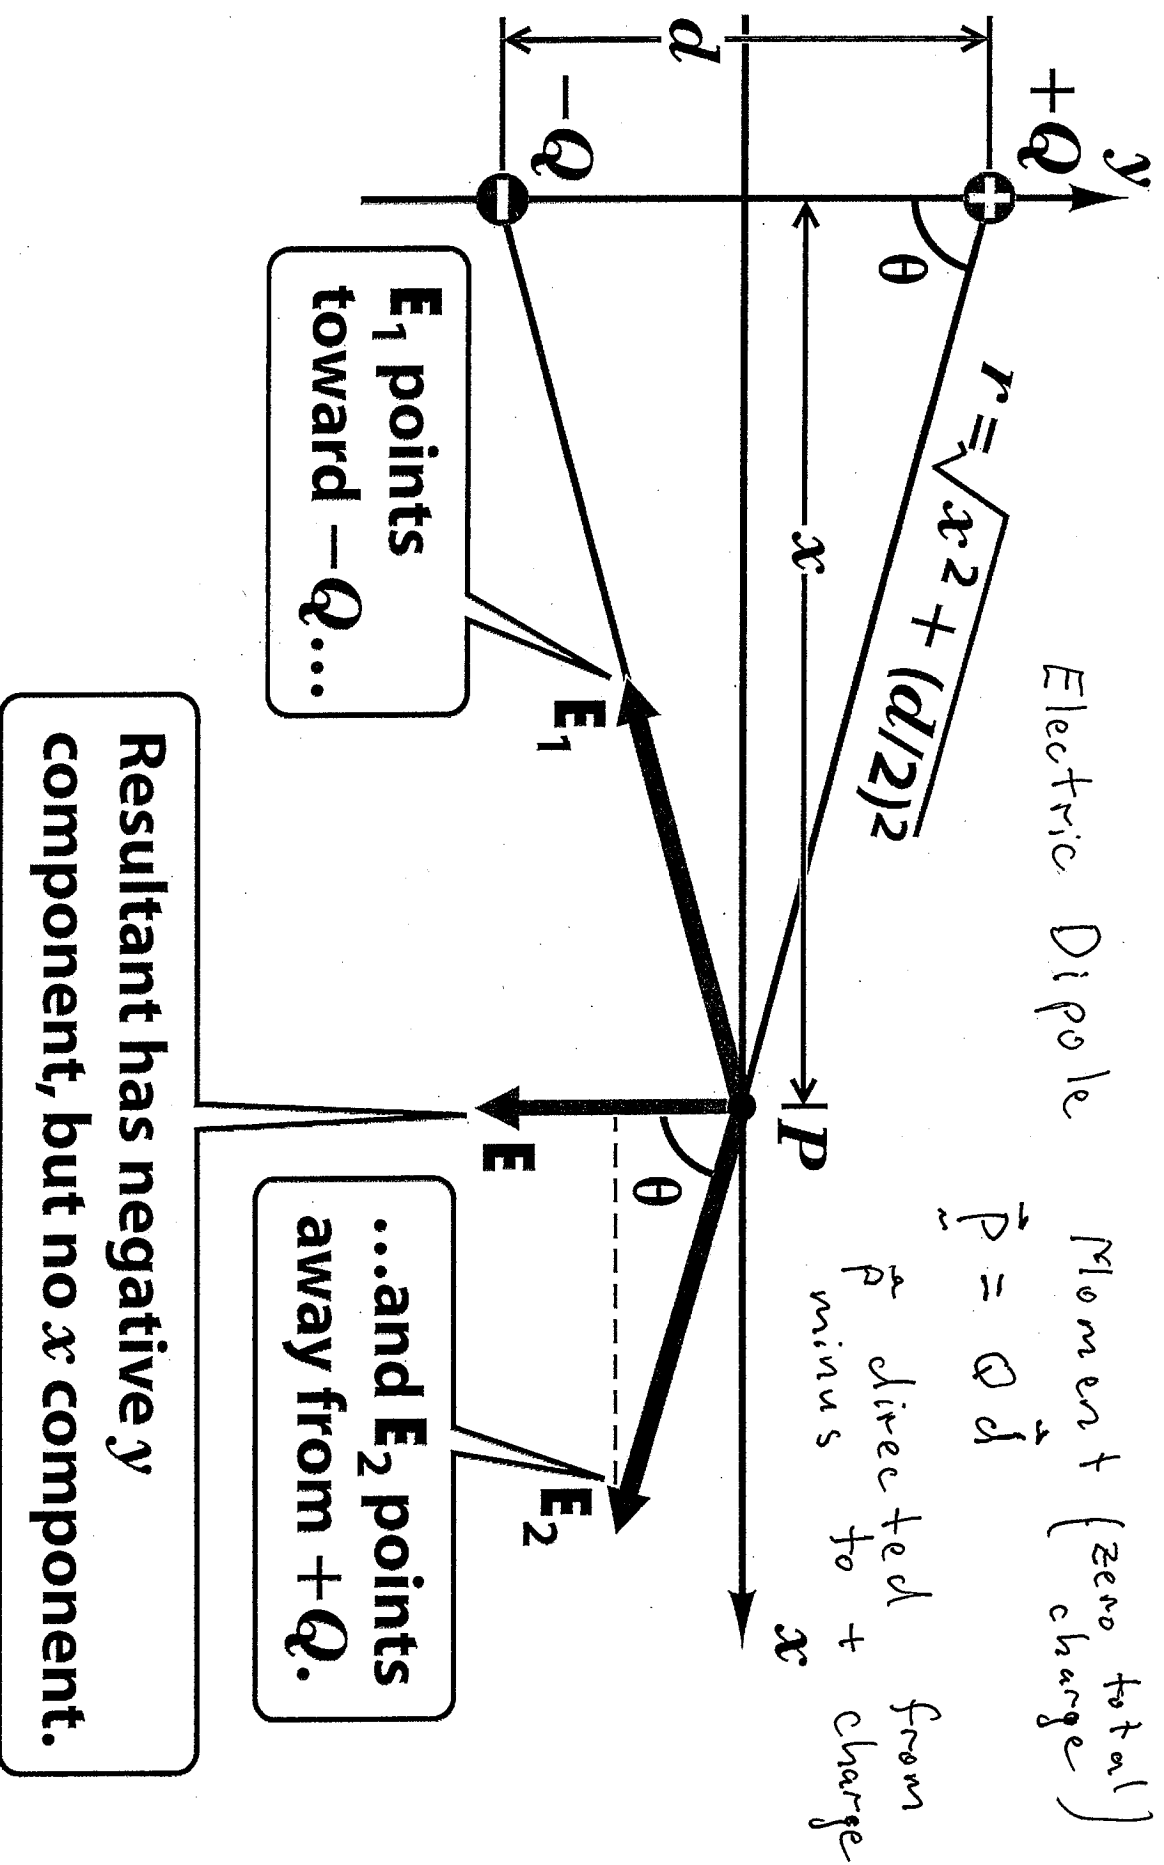 Electric Dipole Moment (zero total charge)
p = Q d
p directed from
minus to + charge
y
+Q
θ
r = √x² + (d/2)²
d
x
P
x
θ
−Q
E₁
E
E₂
E₁ points
toward −Q...
...and E₂ points
away from +Q.
Resultant has negative y
component, but no x component.